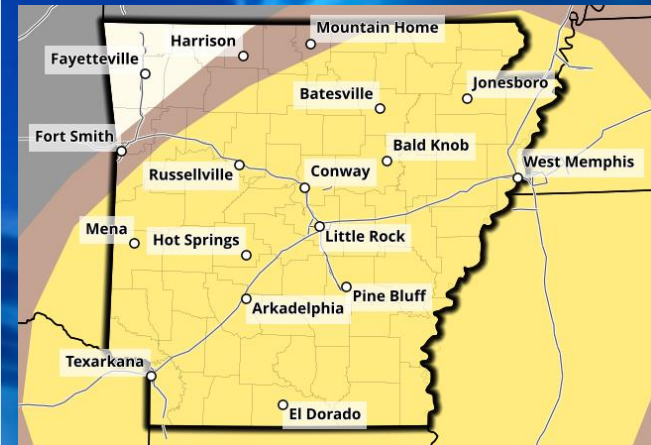 Mountain Home
Harrison
Fayetteville
Jonesboro
Batesville
Fort Smith
Bald Knob
West Memphis
Russellville
Conway
Mena
Little Rock
Hot Springs
Pine Bluff
Arkadelphia
Texarkana
El Dorado